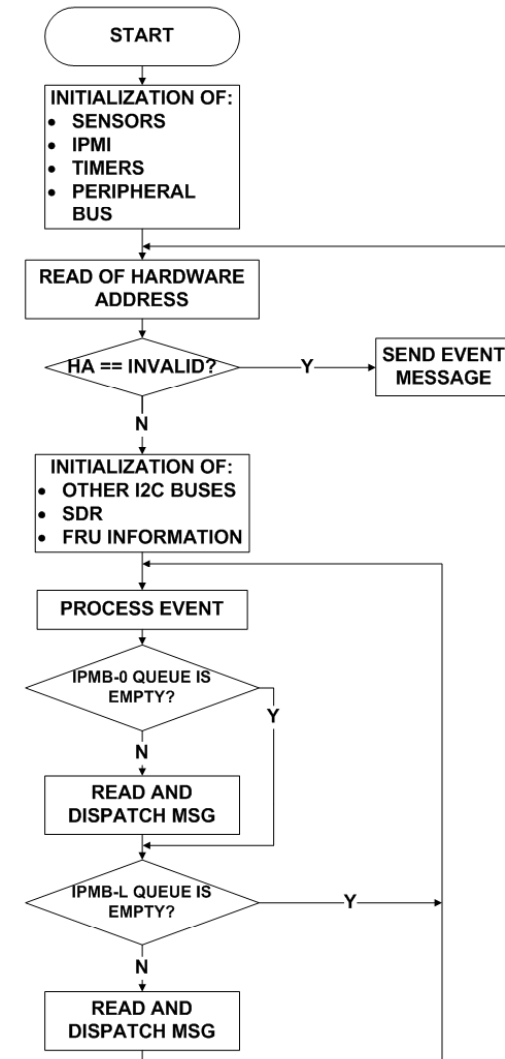 START
INITIALIZATION OF:
• SENSORS
• IPMI
• TIMERS
• PERIPHERAL
BUS
READ OF HARDWARE
ADDRESS
HA == INVALID?
Y
SEND EVENT
MESSAGE
N
INITIALIZATION OF:
• OTHER I2C BUSES
• SDR
• FRU INFORMATION
PROCESS EVENT
IPMB-0 QUEUE IS
EMPTY?
Y
N
READ AND
DISPATCH MSG
IPMB-L QUEUE IS
EMPTY?
Y
N
READ AND
DISPATCH MSG